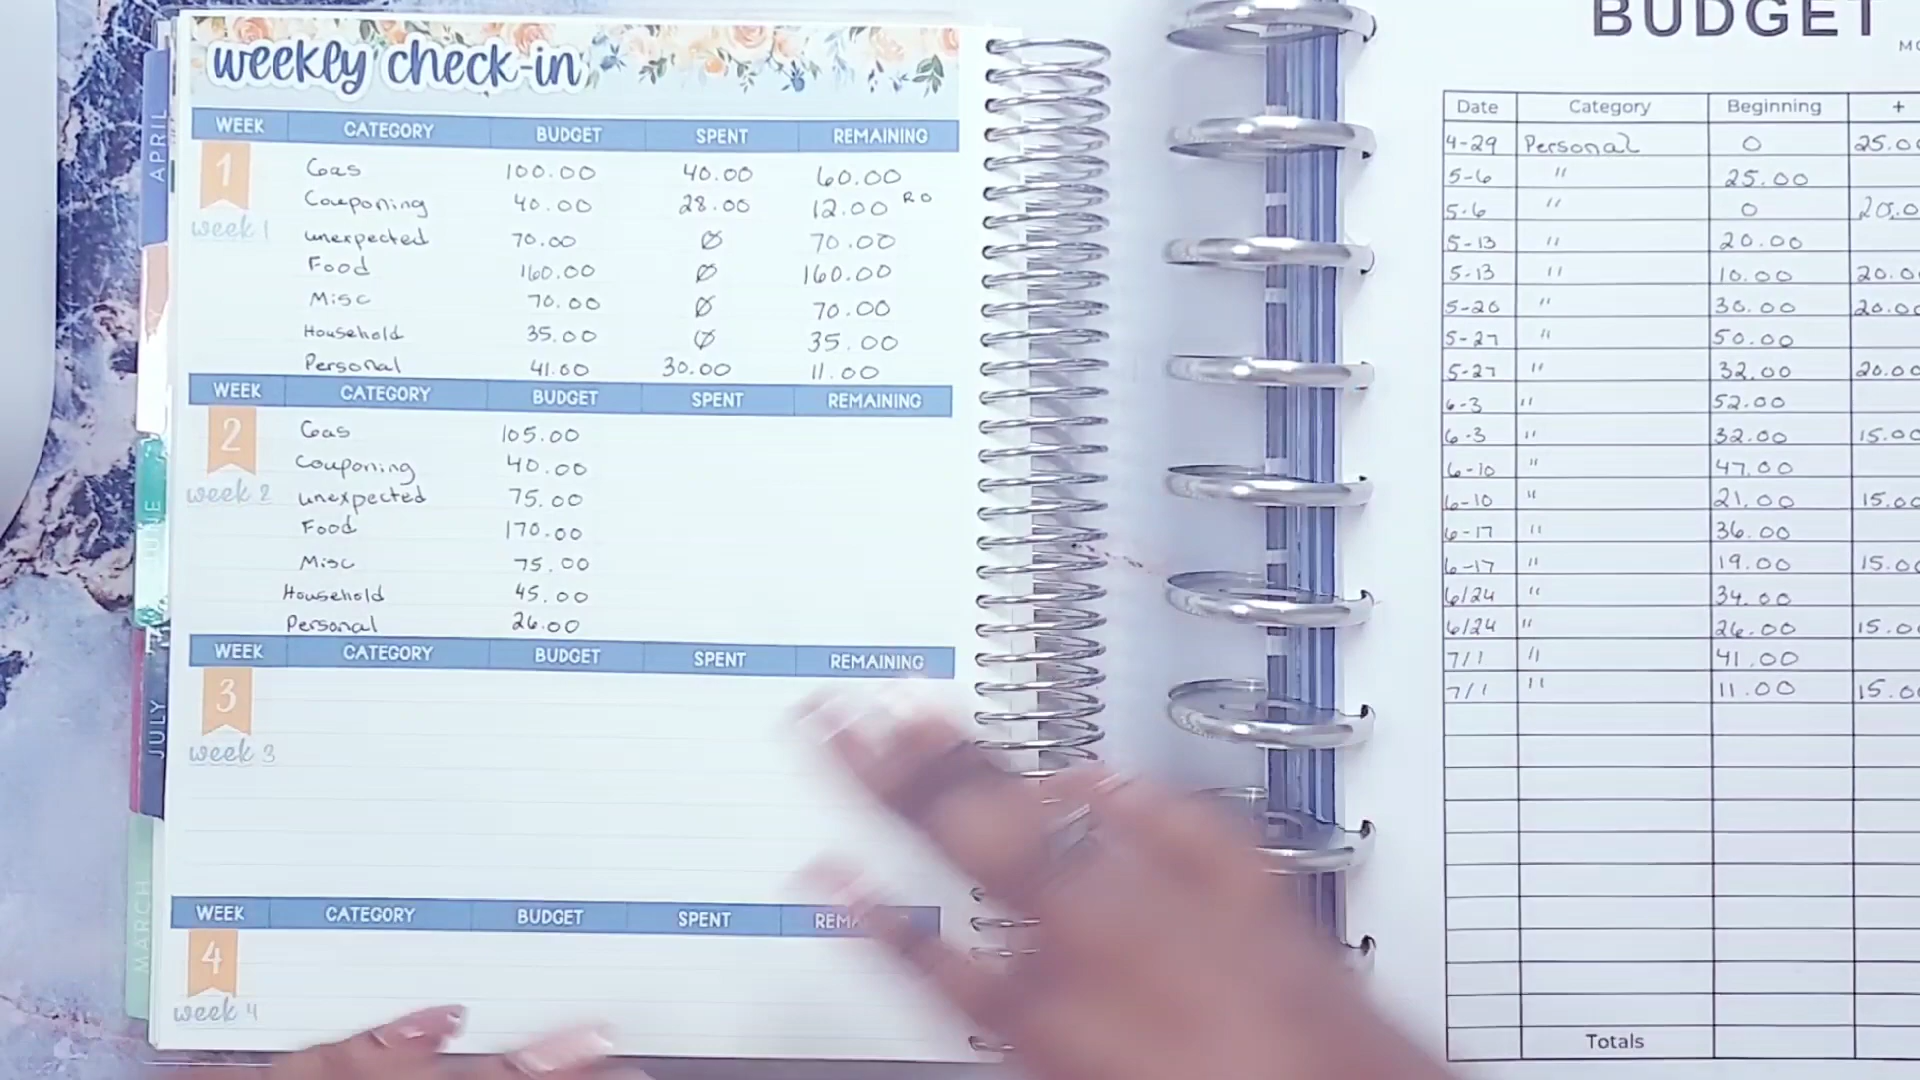 weekly check-in
WEEK CATEGORY BUDGET SPENT REMAINING
1 Gas 100.00 40.00 60.00
Couponing 40.00 28.00 12.00 RO
week 1 unexpected 70.00 Ø 70.00
Food 160.00 Ø 160.00
Misc 70.00 Ø 70.00
Household 35.00 Ø 35.00
Personal 41.00 30.00 11.00
WEEK CATEGORY BUDGET SPENT REMAINING
2 Gas 105.00
Couponing 40.00
week 2 unexpected 75.00
Food 170.00
Misc 75.00
Household 45.00
Personal 26.00
WEEK CATEGORY BUDGET SPENT REMAINING
3
week 3
WEEK CATEGORY BUDGET SPENT
4
week 4
APRIL
JUNE
JULY
MARCH
BUDGET
Date Category Beginning +
4-29 Personal 0 25.0
5-6 " 25.00
5-6 " 0 20.0
5-13 " 20.00
5-13 " 10.00 20.0
5-20 " 30.00 20.00
5-27 " 50.00
5-27 " 32.00 20.00
6-3 " 52.00
6-3 " 32.00 15.00
6-10 " 47.00
6-10 " 21.00 15.00
6-17 " 36.00
6-17 " 19.00 15.00
6/24 " 34.00
6/24 " 26.00 15.0
7/1 " 41.00
7/1 " 11.00 15.0
Totals